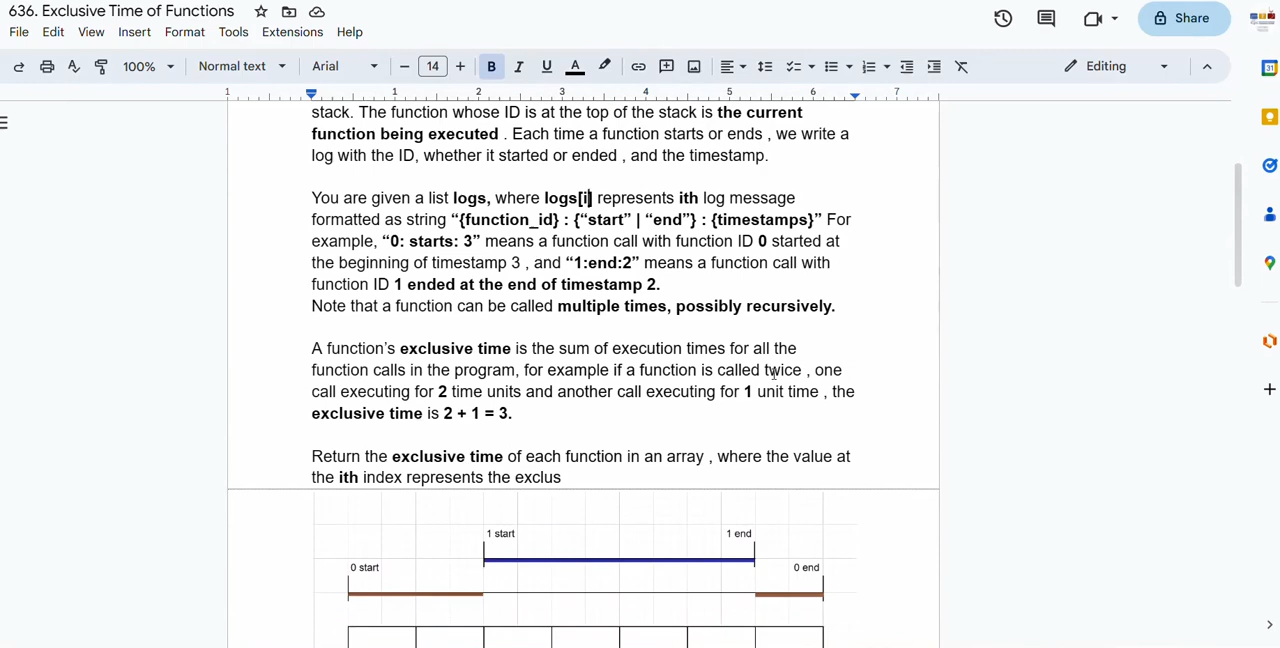 636. Exclusive Time of Functions
File Edit View Insert Format Tools Extensions Help
Share
100% Normal text Arial 14 B I U A Editing
1 1 2 3 4 5 6 7
stack. The function whose ID is at the top of the stack is the current
function being executed . Each time a function starts or ends , we write a
log with the ID, whether it started or ended , and the timestamp.
You are given a list logs, where logs[i] represents ith log message
formatted as string “{function_id} : {“start” | “end”} : {timestamps}” For
example, “0: starts: 3” means a function call with function ID 0 started at
the beginning of timestamp 3 , and “1:end:2” means a function call with
function ID 1 ended at the end of timestamp 2.
Note that a function can be called multiple times, possibly recursively.
A function’s exclusive time is the sum of execution times for all the
function calls in the program, for example if a function is called twice , one
call executing for 2 time units and another call executing for 1 unit time , the
exclusive time is 2 + 1 = 3.
Return the exclusive time of each function in an array , where the value at
the ith index represents the exclus
1 start 1 end
0 start 0 end